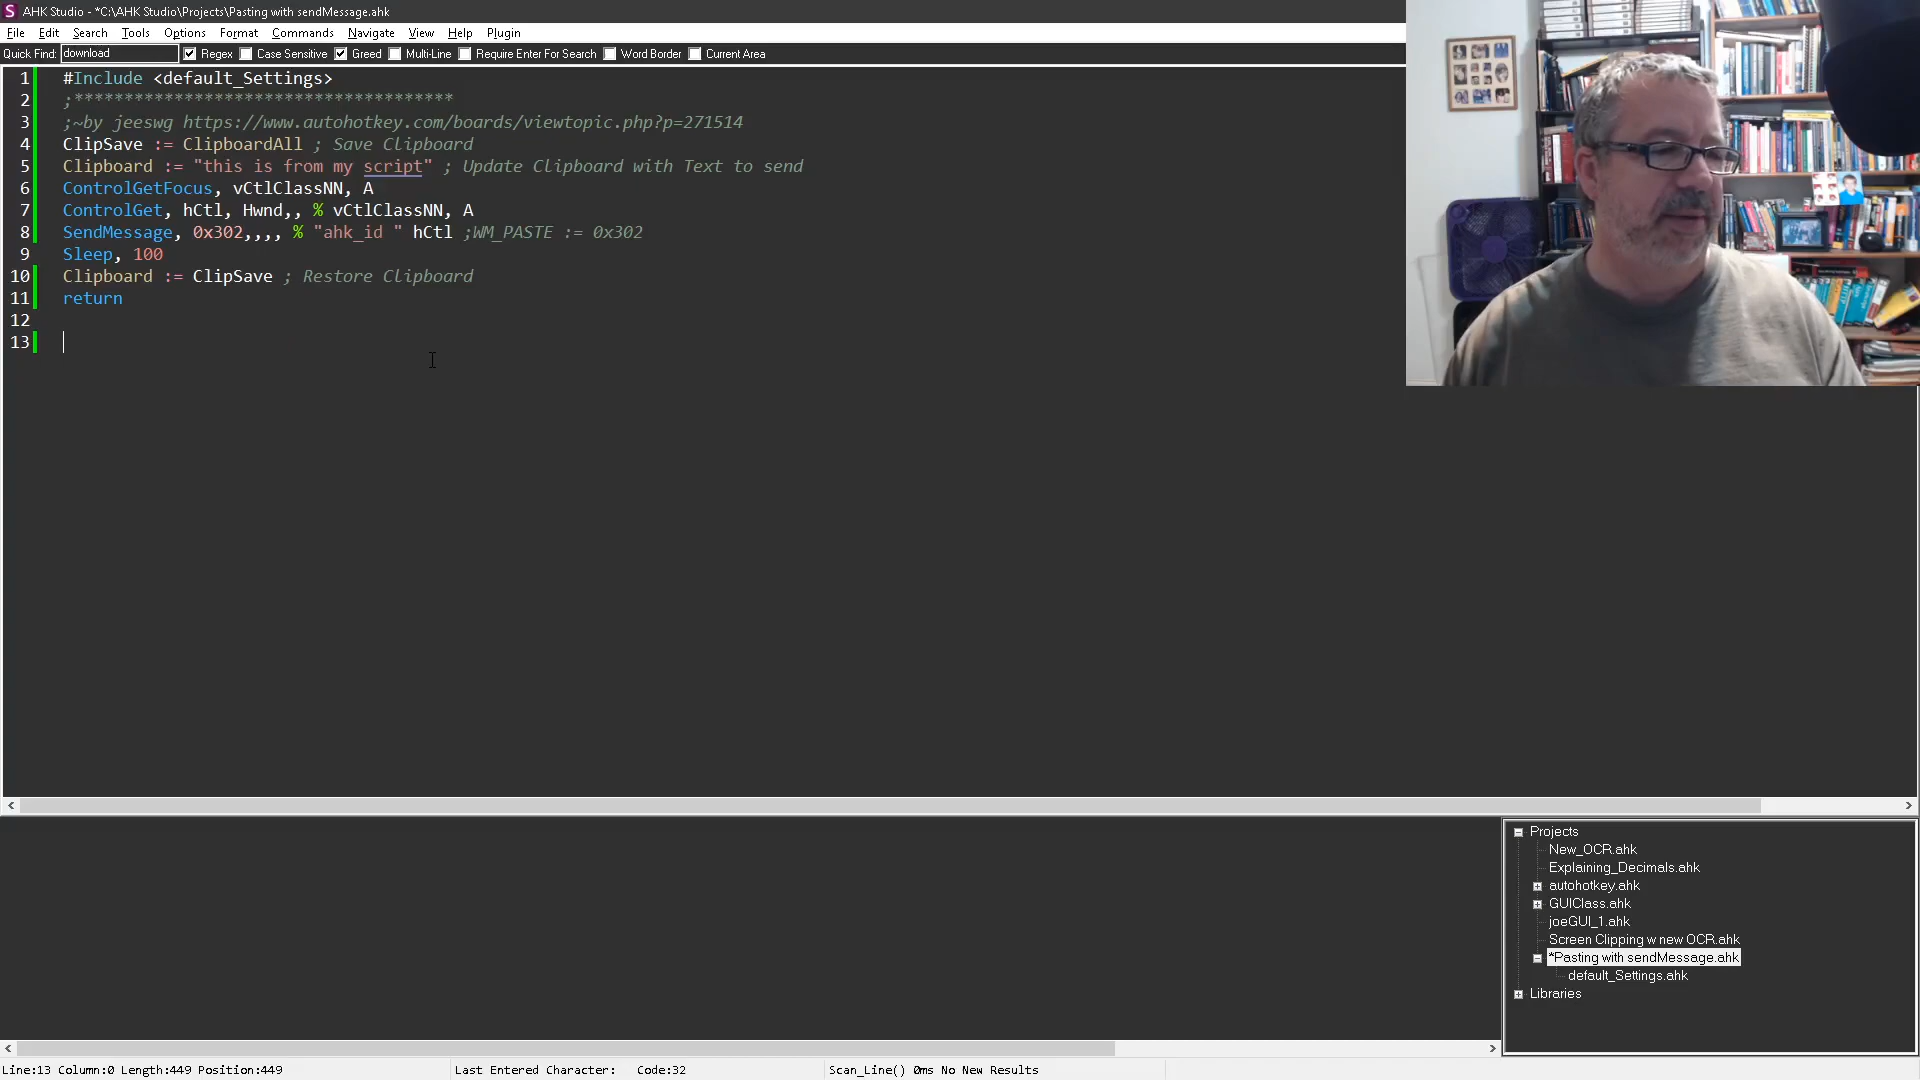 S AHK Studio - *C:\AHK Studio\Projects\Pasting with sendMessage.ahk
File Edit Search Tools Options Format Commands Navigate View Help Plugin
Quick Find: download Regex Case Sensitive Greed Multi-Line Require Enter For Search Word Border Current Area
1 #Include <default_Settings>
2 ;**************************************
3 ;~by jeeswg https://www.autohotkey.com/boards/viewtopic.php?p=271514
4 ClipSave := ClipboardAll ; Save Clipboard
5 Clipboard := "this is from my script" ; Update Clipboard with Text to send
6 ControlGetFocus, vCtlClassNN, A
7 ControlGet, hCtl, Hwnd,, % vCtlClassNN, A
8 SendMessage, 0x302,,,, % "ahk_id " hCtl ;WM_PASTE := 0x302
9 Sleep, 100
10 Clipboard := ClipSave ; Restore Clipboard
11 return
12
13
Projects
New_OCR.ahk
Explaining_Decimals.ahk
autohotkey.ahk
GUIClass.ahk
joeGUI_1.ahk
Screen Clipping w new OCR.ahk
*Pasting with sendMessage.ahk
default_Settings.ahk
Libraries
Line:13 Column:0 Length:449 Position:449 Last Entered Character: Code:32 Scan_Line() 0ms No New Results